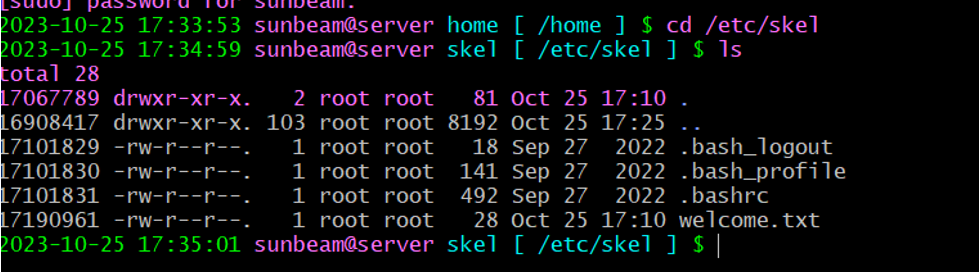 [sudo] password for sunbeam:
2023-10-25 17:33:53 sunbeam@server home [ /home ] $ cd /etc/skel
2023-10-25 17:34:59 sunbeam@server skel [ /etc/skel ] $ ls
total 28
17067789 drwxr-xr-x.   2 root root   81 Oct 25 17:10 .
16908417 drwxr-xr-x. 103 root root 8192 Oct 25 17:25 ..
17101829 -rw-r--r--.   1 root root   18 Sep 27  2022 .bash_logout
17101830 -rw-r--r--.   1 root root  141 Sep 27  2022 .bash_profile
17101831 -rw-r--r--.   1 root root  492 Sep 27  2022 .bashrc
17190961 -rw-r--r--.   1 root root   28 Oct 25 17:10 welcome.txt
2023-10-25 17:35:01 sunbeam@server skel [ /etc/skel ] $